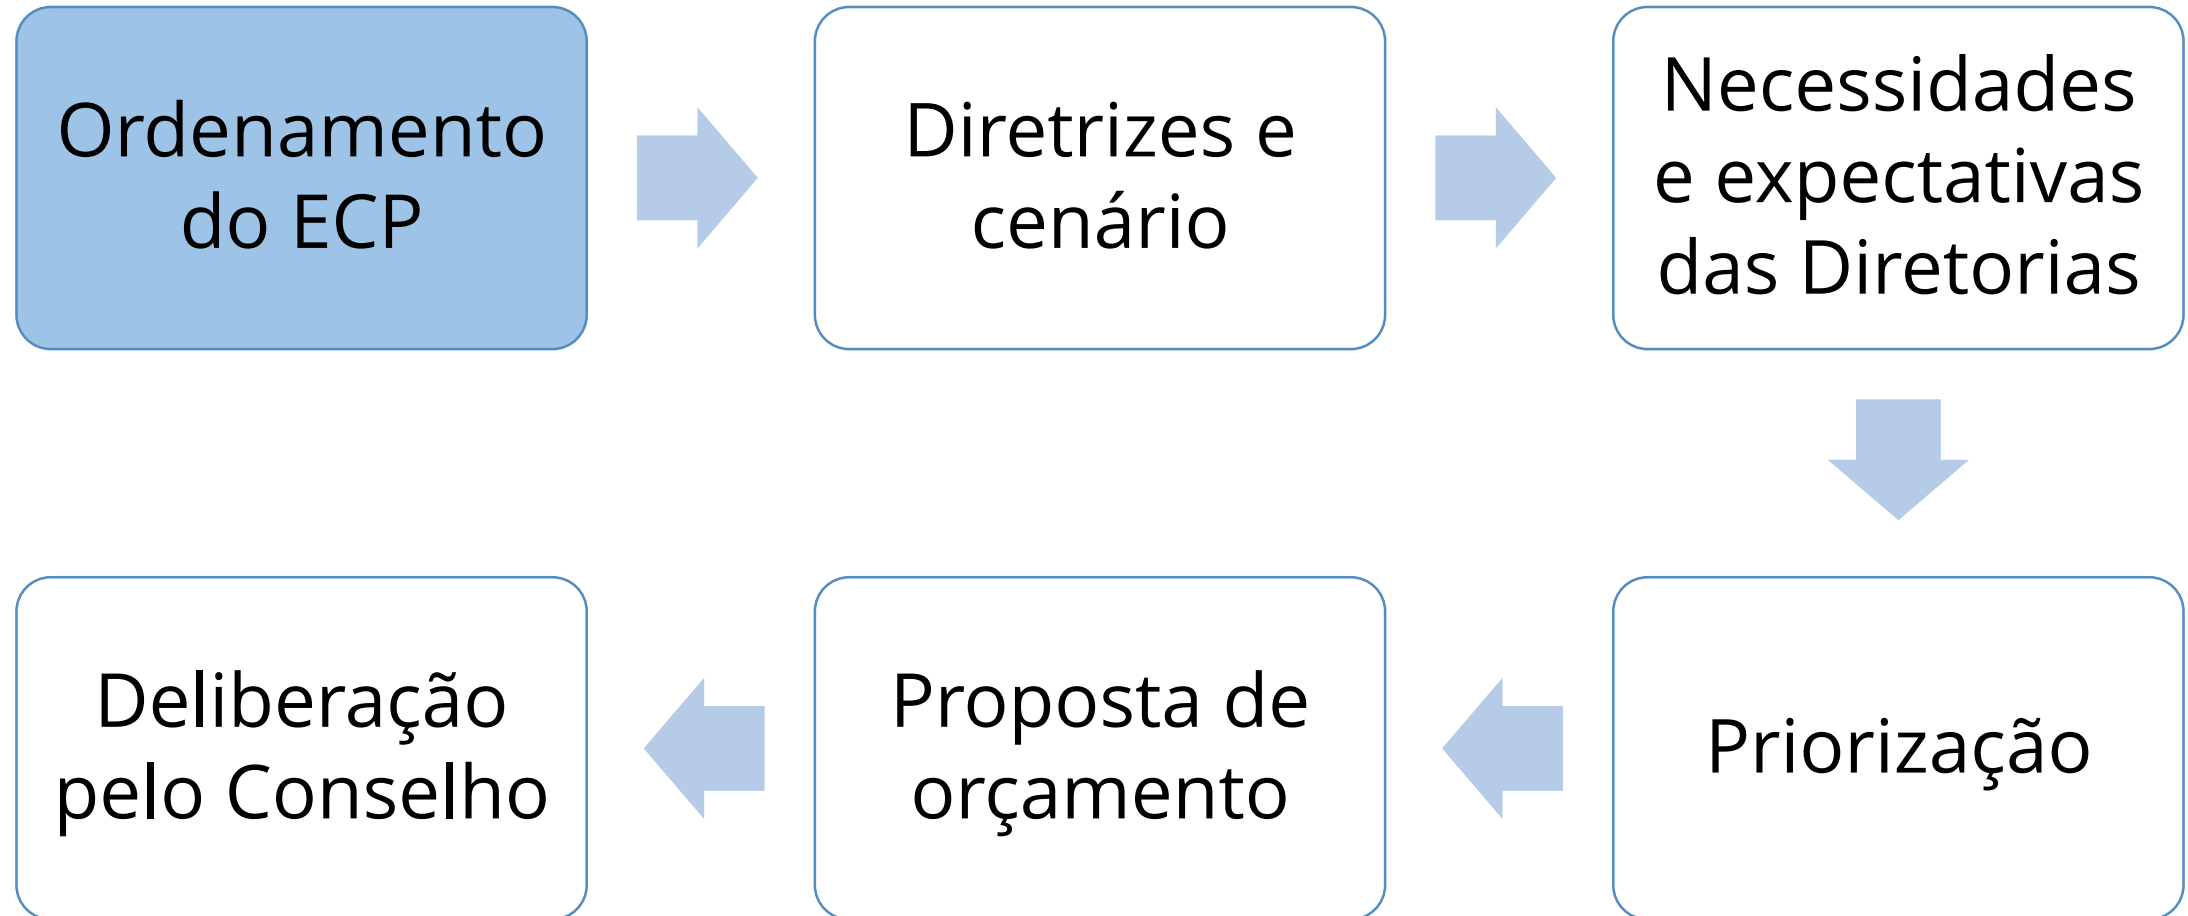 Ordenamento
do ECP
Diretrizes e
cenário
Necessidades
e expectativas
das Diretorias
Priorização
Proposta de
orçamento
Deliberação
pelo Conselho